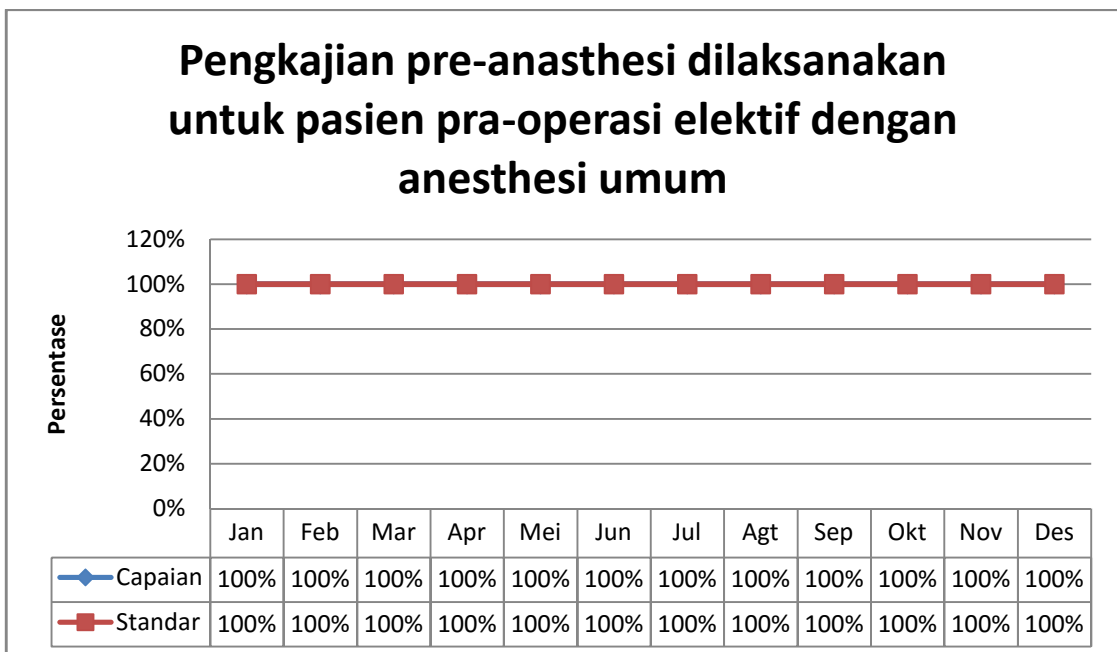 Pengkajian pre-anasthesi dilaksanakan
untuk pasien pra-operasi elektif dengan
anesthesi umum
Persentase
120%
100%
80%
60%
40%
20%
0%
Jan Feb Mar Apr Mei Jun Jul Agt Sep Okt Nov Des
Capaian 100% 100% 100% 100% 100% 100% 100% 100% 100% 100% 100% 100%
Standar 100% 100% 100% 100% 100% 100% 100% 100% 100% 100% 100% 100%